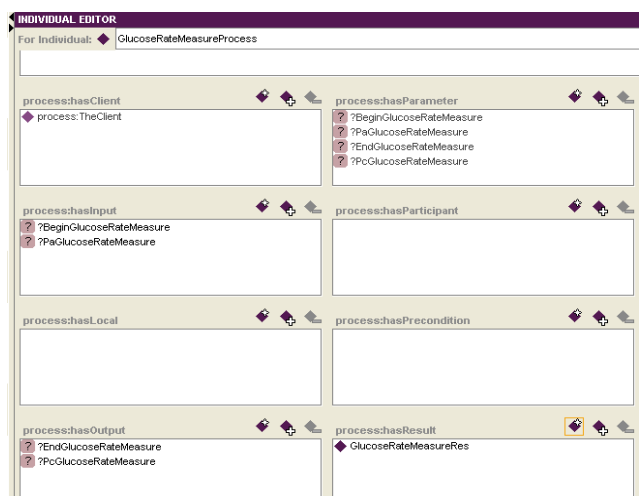 INDIVIDUAL EDITOR
For Individual: GlucoseRateMeasureProcess
process:hasClient
process:TheClient
process:hasParameter
? ?BeginGlucoseRateMeasure
? ?PaGlucoseRateMeasure
? ?EndGlucoseRateMeasure
? ?PcGlucoseRateMeasure
process:hasInput
? ?BeginGlucoseRateMeasure
? ?PaGlucoseRateMeasure
process:hasParticipant
process:hasLocal
process:hasPrecondition
process:hasOutput
? ?EndGlucoseRateMeasure
? ?PcGlucoseRateMeasure
process:hasResult
GlucoseRateMeasureRes